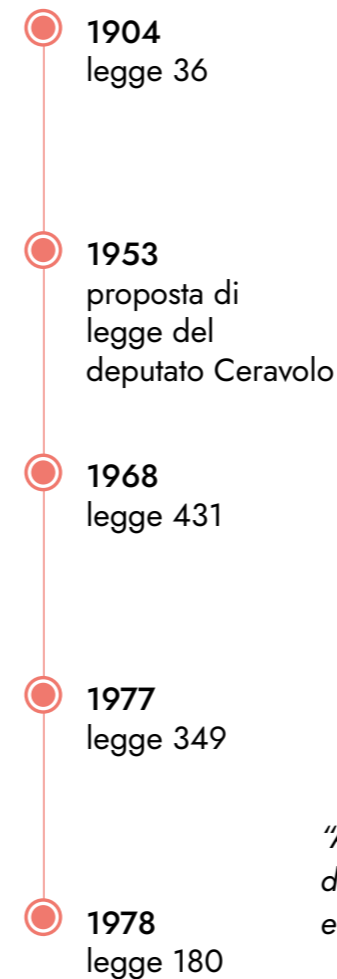 1904
legge 36
1953
proposta di
legge del
deputato Ceravolo
1968
legge 431
1977
legge 349
1978
legge 180